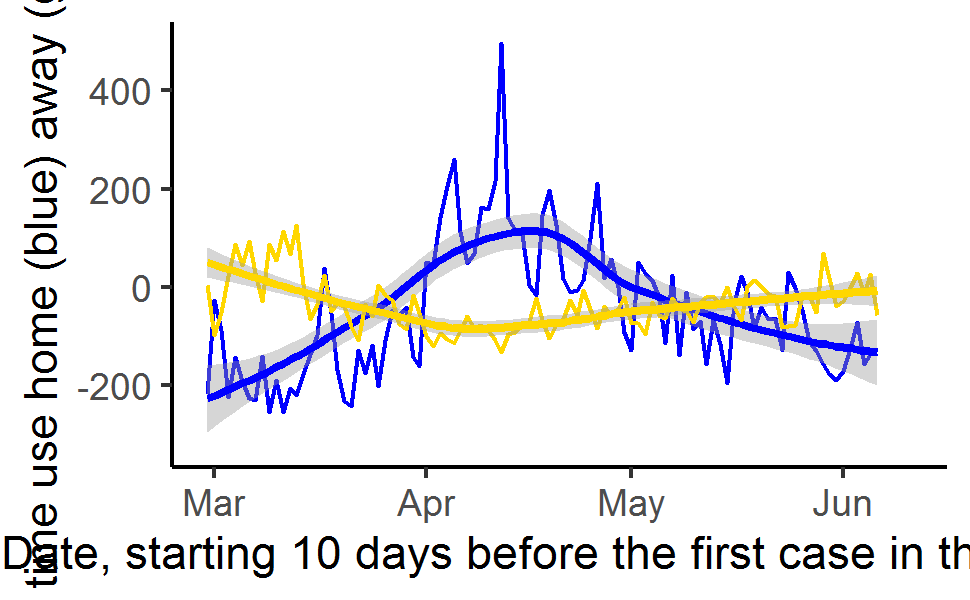 time use home (blue) away (
400
200
0
-200
Mar Apr May Jun
Date, starting 10 days before the first case in th